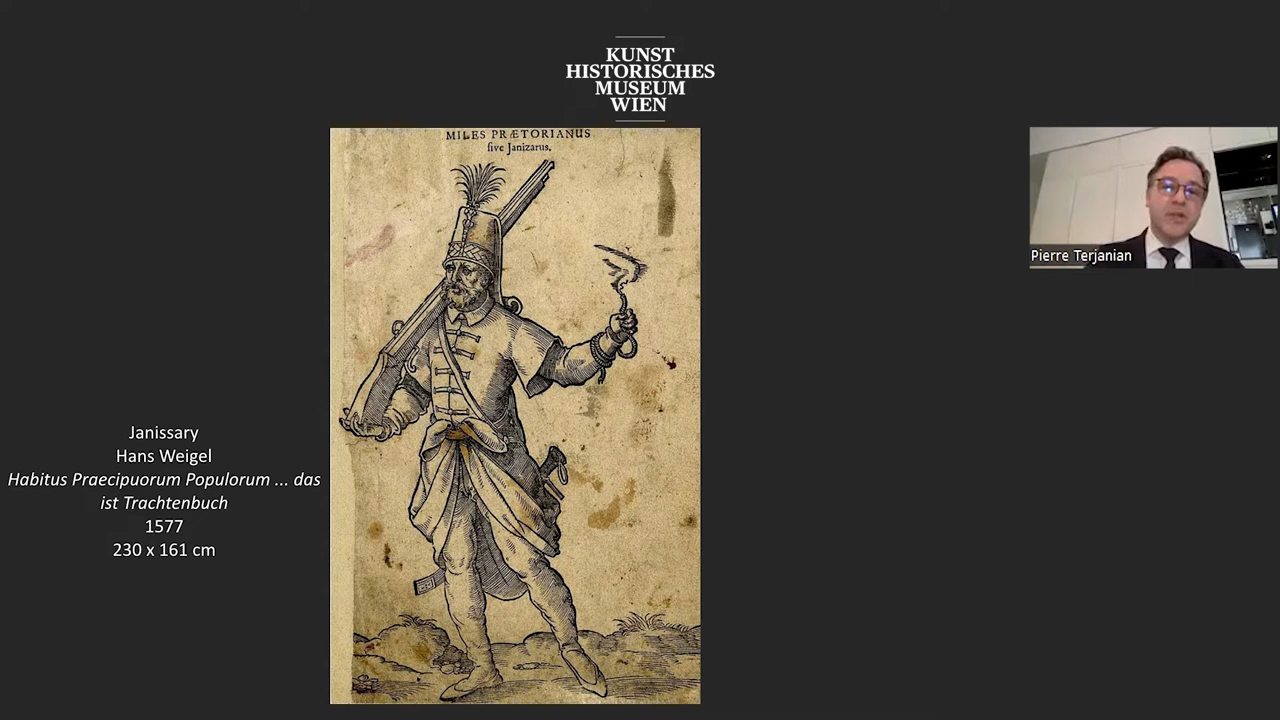 KUNST
HISTORISCHES
MUSEUM
WIEN
MILES PRÆTORIANUS
sive Janizarus.
Pierre Terjanian
Janissary
Hans Weigel
Habitus Praecipuorum Populorum ... das
ist Trachtenbuch
1577
230 x 161 cm